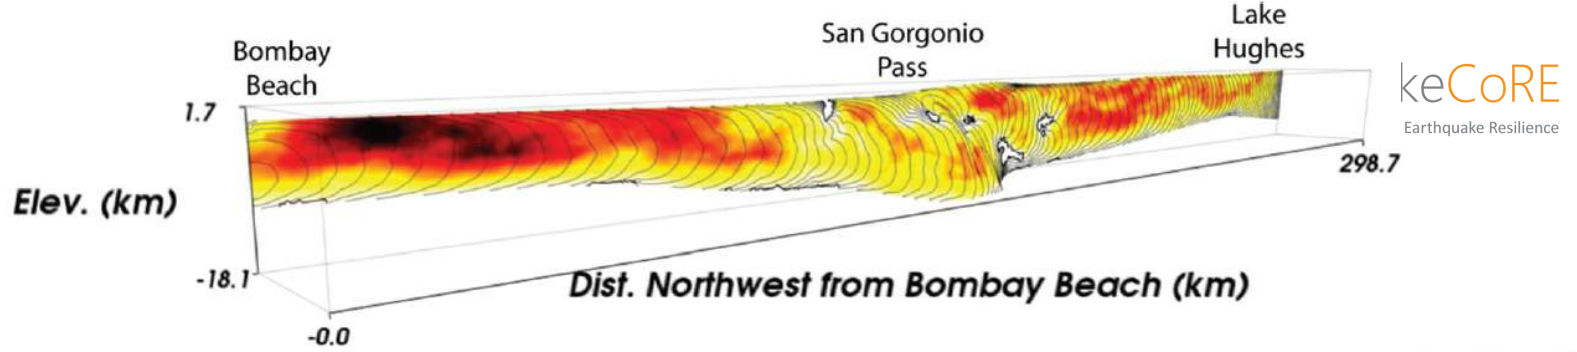 Bombay
Beach
San Gorgonio
Pass
Lake
Hughes
1.7
keCoRE
Earthquake Resilience
298.7
Elev. (km)
-18.1
Dist. Northwest from Bombay Beach (km)
-0.0